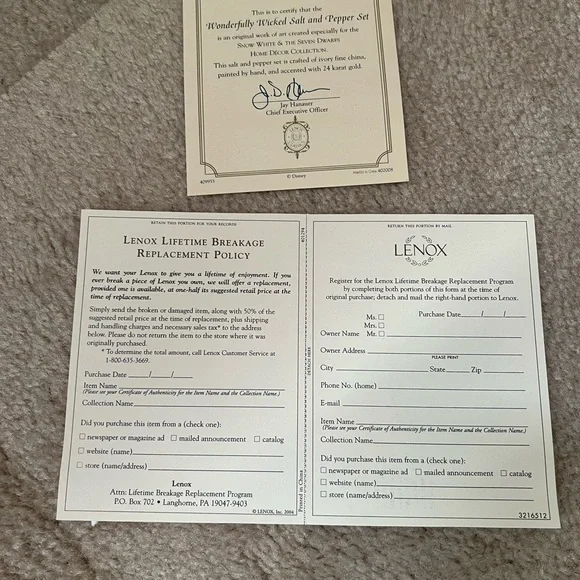 This is to certify that the
Wonderfully Wicked Salt and Pepper Set
is an original work of art created especially for the
SNOW WHITE & THE SEVEN DWARFS
HOME DÉCOR COLLECTION.
This salt and pepper set is crafted of ivory fine china,
painted by hand, and accented with 24 karat gold.
Jay Hanauer
Chief Executive Officer
LENOX
© Disney
409953
PRINTED IN CHINA 402005
RETAIN THIS PORTION FOR YOUR RECORDS
LENOX LIFETIME BREAKAGE
REPLACEMENT POLICY
We want your Lenox to give you a lifetime of enjoyment. If you
ever break a piece of Lenox you own, we will offer a replacement,
provided one is available, at one-half its suggested retail price at the
time of replacement.
Simply send the broken or damaged item, along with 50% of the
suggested retail price at the time of replacement, plus shipping
and handling charges and necessary sales tax* to the address
below. Please do not return the item to the store where it was
originally purchased.
* To determine the total amount, call Lenox Customer Service at
1-800-635-3669.
Purchase Date ____/____/____
Item Name
(Please see your Certificate of Authenticity for the Item Name and the Collection Name.)
Collection Name
Did you purchase this item from a (check one):
☐ newspaper or magazine ad ☐ mailed announcement ☐ catalog
☐ website (name)
☐ store (name/address)
Lenox
Attn: Lifetime Breakage Replacement Program
P.O. Box 702 • Langhorne, PA 19047-9403
© LENOX, Inc. 2004
401254
DETACH HERE
Printed in China
RETURN THIS PORTION BY MAIL
LENOX
Register for the Lenox Lifetime Breakage Replacement Program
by completing both portions of this form at the time of
original purchase; detach and mail the right-hand portion to Lenox.
Ms. ☐ Purchase Date ____/____/____
Mrs. ☐
Owner Name Mr. ☐
Owner Address
PLEASE PRINT
City State Zip
Phone No. (home)
E-mail
Item Name
(Please see your Certificate of Authenticity for the Item Name and the Collection Name.)
Collection Name
Did you purchase this item from a (check one):
☐ newspaper or magazine ad ☐ mailed announcement ☐ catalog
☐ website (name)
☐ store (name/address)
3216512